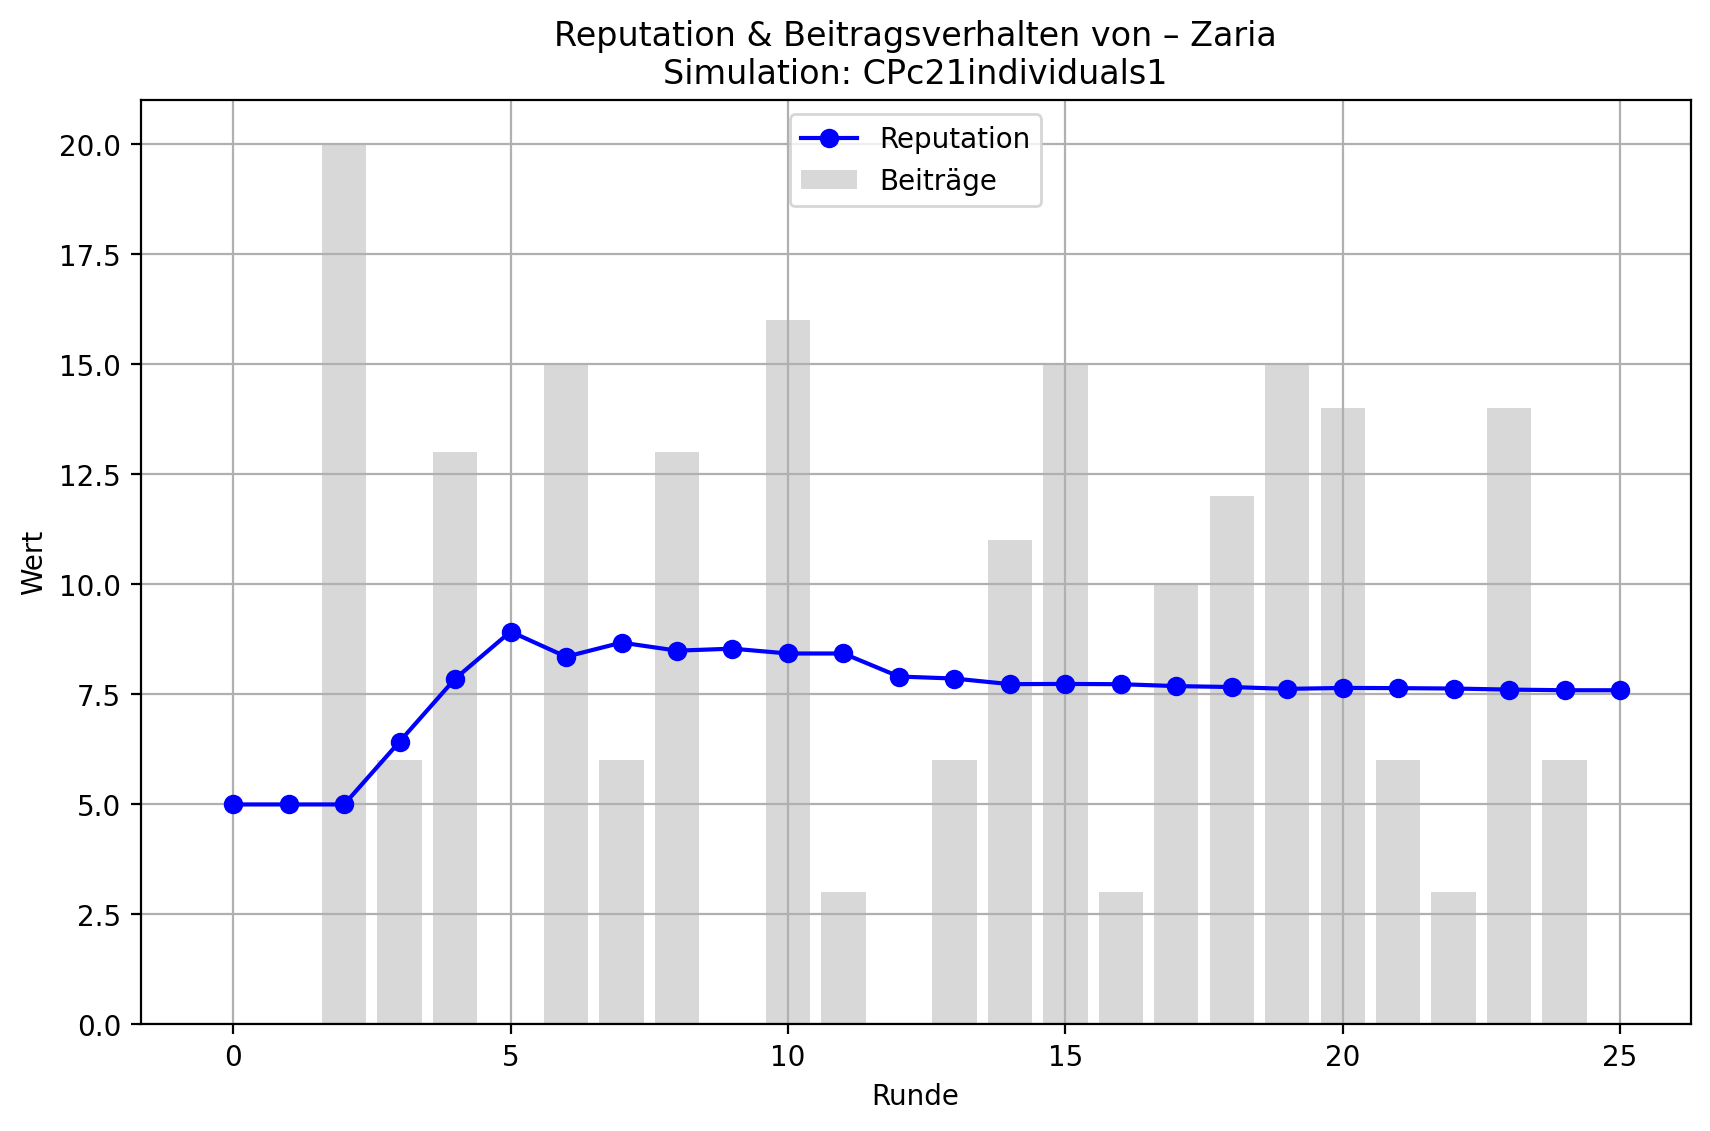 Reputation & Beitragsverhalten von – Zaria
Simulation: CPc21individuals1
Reputation
Beiträge
20.0
17.5
15.0
12.5
10.0
7.5
5.0
2.5
0.0
Wert
0 5 10 15 20 25
Runde